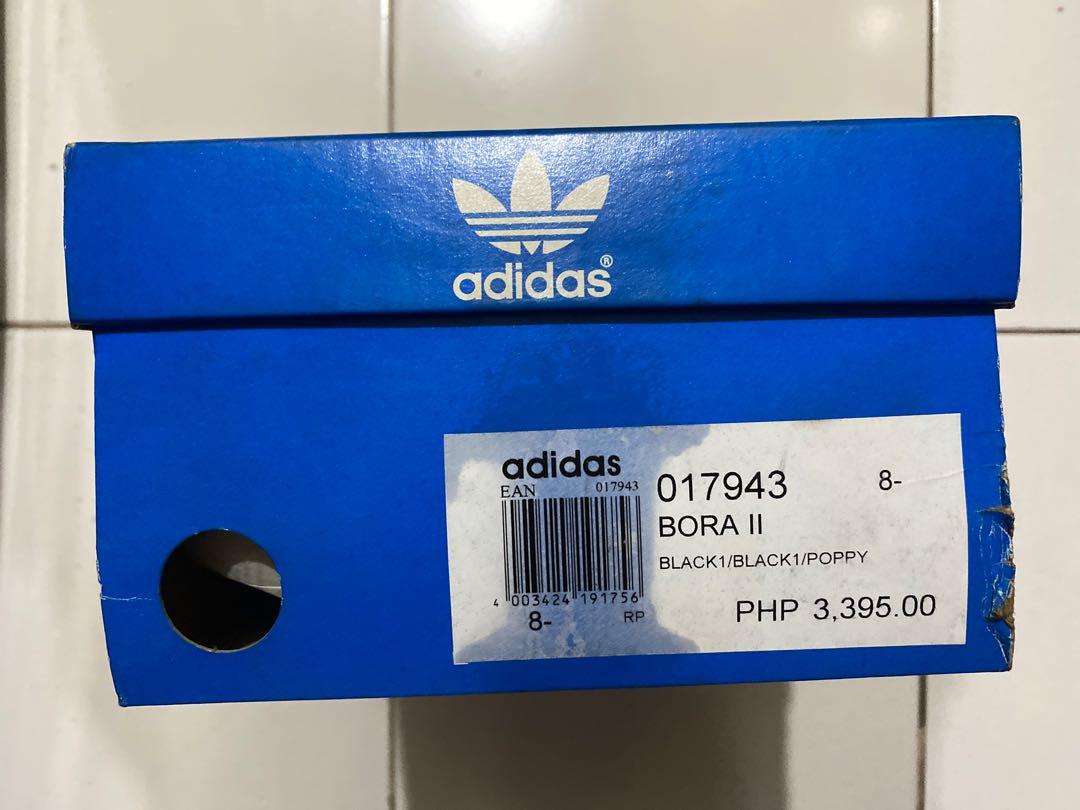 adidas®
adidas
EAN 017943
4 003424 191756
8- RP
017943 8-
BORA II
BLACK1/BLACK1/POPPY
PHP 3,395.00